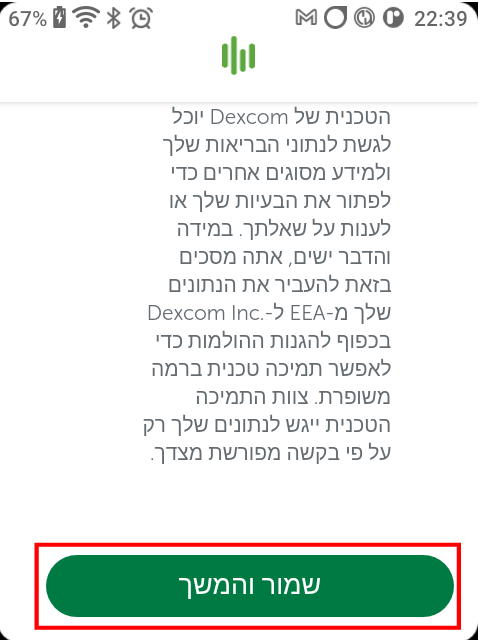 67%
22:39
הטכנית של Dexcom יוכל
לגשת לנתוני הבריאות שלך
ולמידע מסוגים אחרים כדי
לפתור את הבעיות שלך או
לענות על שאלתך. במידה
והדבר ישים, אתה מסכים
בזאת להעביר את הנתונים
שלך מ-EEA ל-Dexcom Inc.
בכפוף להגנות ההולמות כדי
לאפשר תמיכה טכנית ברמה
משופרת. צוות התמיכה
הטכנית ייגש לנתונים שלך רק
על פי בקשה מפורשת מצדך.
שמור והמשך